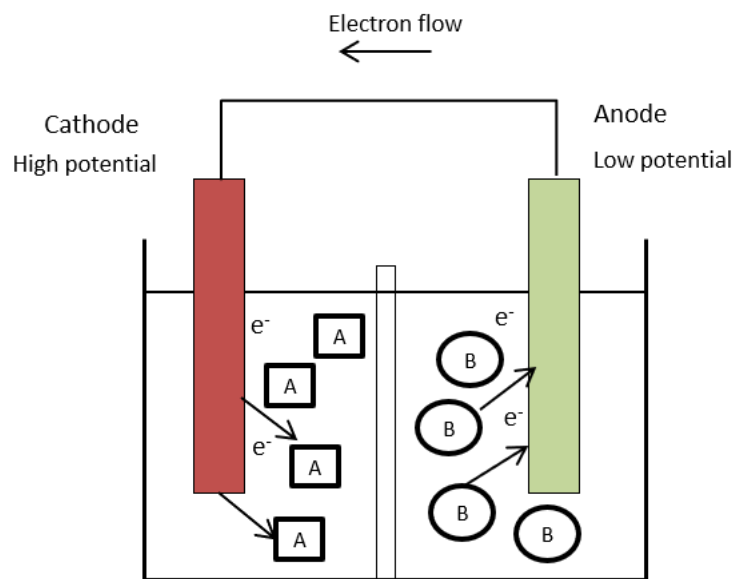 Electron flow
Cathode
High potential
Anode
Low potential
e-
e-
A
A
A
A
e-
e-
B
B
B
B